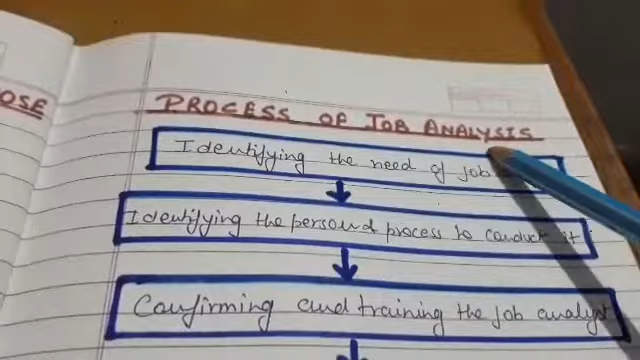 OSE
PROCESS OF JOB ANALYSIS
Identifying the need of job
Identifying the person d process to conduct it
Confirming and training the job analyst